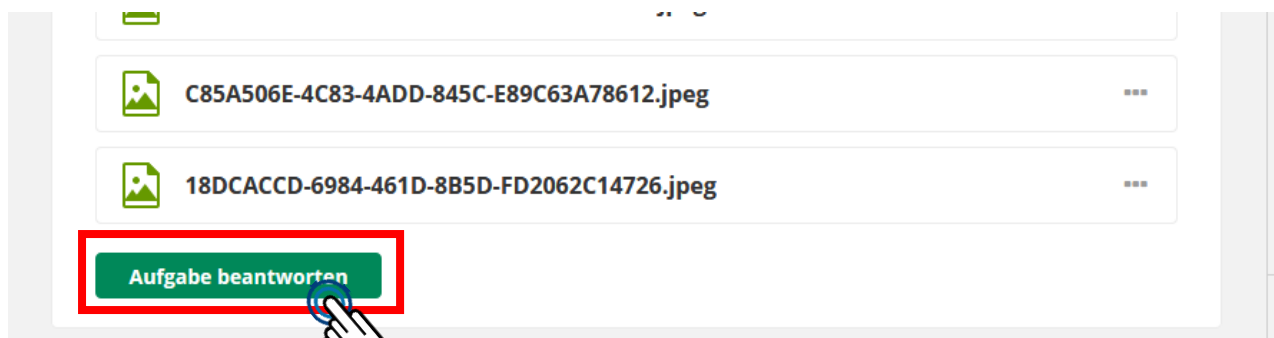 C85A506E-4C83-4ADD-845C-E89C63A78612.jpeg
18DCACCD-6984-461D-8B5D-FD2062C14726.jpeg
Aufgabe beantworten